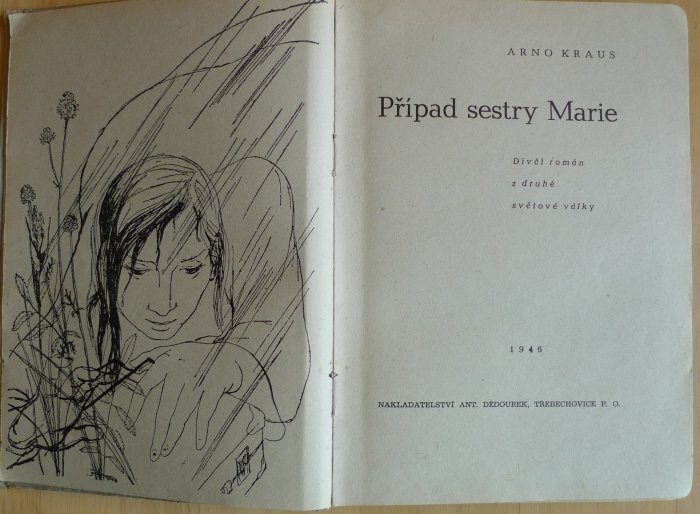 ARNO KRAUS
Případ sestry Marie
Dívčí román
z druhé
světové války
1946
NAKLADATELSTVÍ ANT. DĚDOUREK, TŘEBECHOVICE P. O.